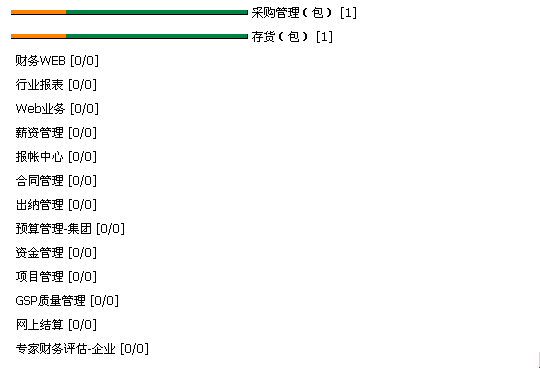 采购管理（包）[1]
存货（包）[1]
财务WEB [0/0]
行业报表 [0/0]
Web业务 [0/0]
薪资管理 [0/0]
报帐中心 [0/0]
合同管理 [0/0]
出纳管理 [0/0]
预算管理-集团 [0/0]
资金管理 [0/0]
项目管理 [0/0]
GSP质量管理 [0/0]
网上结算 [0/0]
专家财务评估-企业 [0/0]